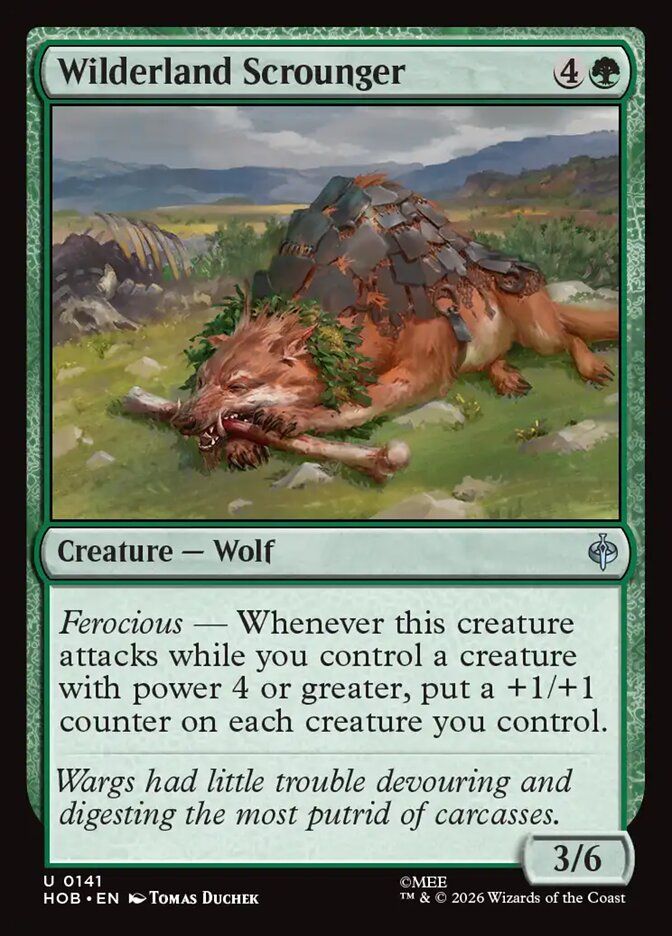 Wilderland Scrounger 4
Creature — Wolf
Ferocious — Whenever this creature
attacks while you control a creature
with power 4 or greater, put a +1/+1
counter on each creature you control.
Wargs had little trouble devouring and
digesting the most putrid of carcasses.
3/6
U 0141
HOB • EN Tomas Duchek
©MEE
™ & © 2026 Wizards of the Coast